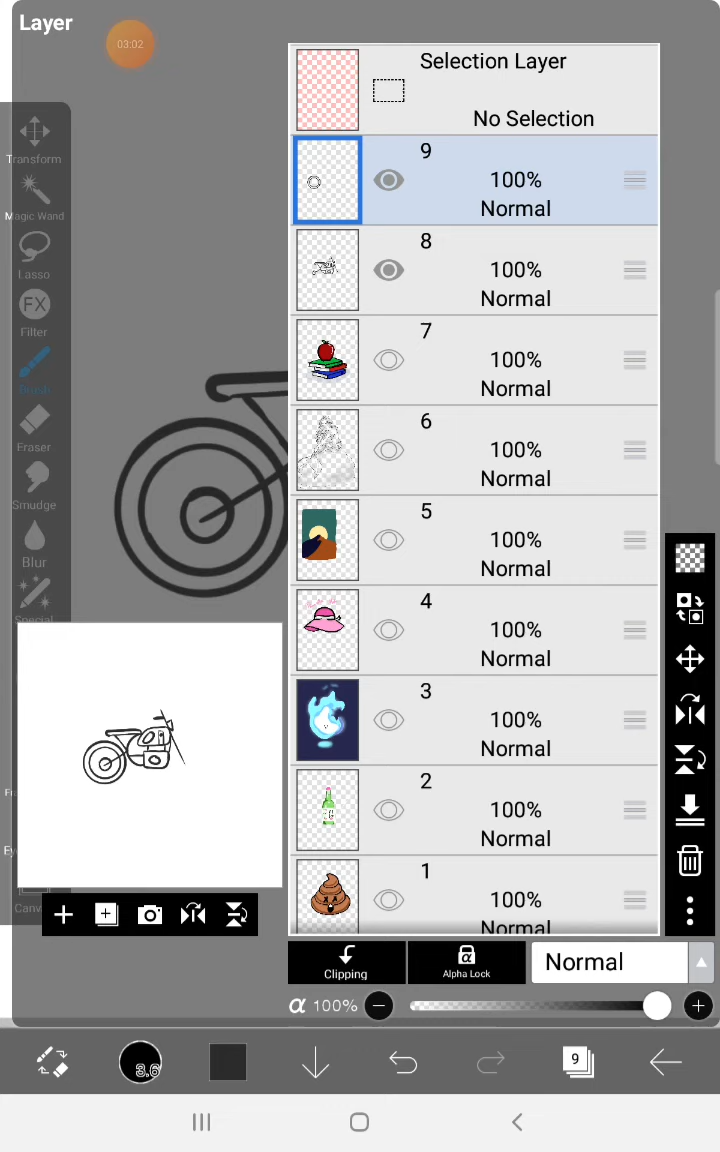 Layer
03:02
Selection Layer
No Selection
Transform
Magic Wand
Lasso
FX
Filter
Brush
Eraser
Smudge
Blur
Special
9
100%
Normal
8
100%
Normal
7
100%
Normal
6
100%
Normal
5
100%
Normal
4
100%
Normal
3
100%
Normal
2
100%
Normal
1
100%
Normal
Clipping
α
Alpha Lock
Normal
α 100%
3.6
9